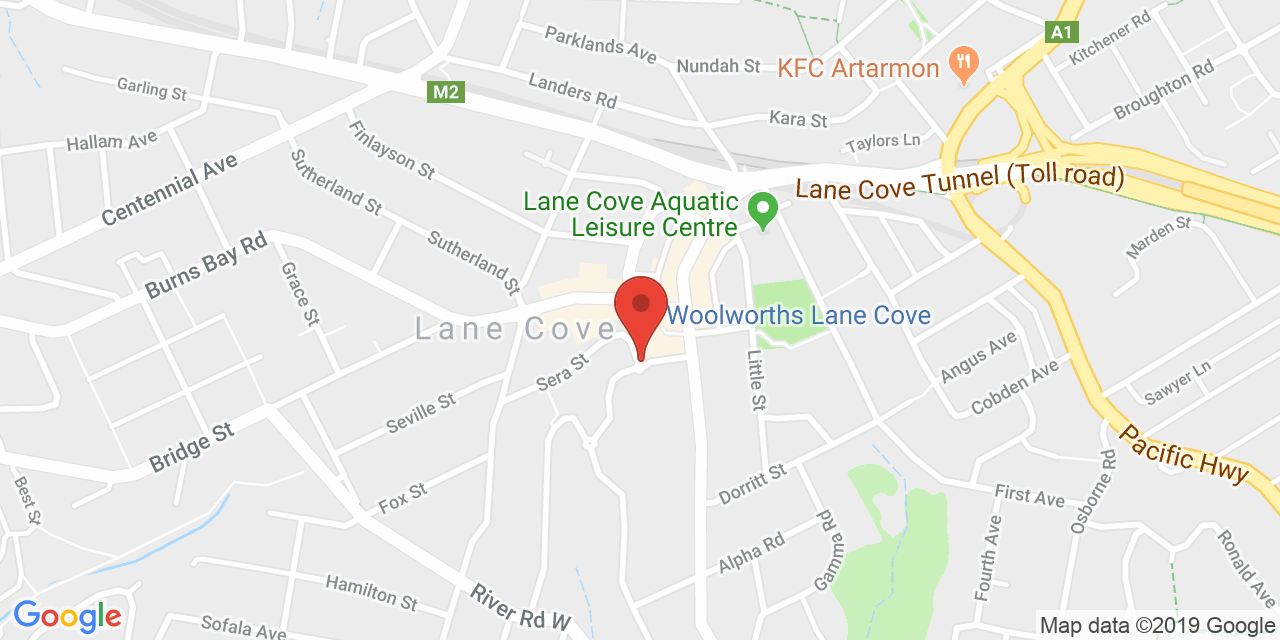 A1
Kitchener Rd
Parklands Ave
Nundah St
KFC Artarmon
Broughton Rd
M2
Landers Rd
Garling St
Kara St
Hallam Ave
Finlayson St
Taylors Ln
Centennial Ave
Sutherland St
Lane Cove Tunnel (Toll road)
Lane Cove Aquatic
Leisure Centre
Marden St
Burns Bay Rd
Sutherland St
Grace St
Lane Cove
Woolworths Lane Cove
Sera St
Little St
Angus Ave
Cobden Ave
Sawyer Ln
Seville St
Bridge St
Pacific Hwy
Best St
Fox St
Dorritt St
First Ave
Osborne Rd
Gamma Rd
Alpha Rd
Fourth Ave
Ronald Ave
Hamilton St
River Rd W
Sofala Ave
Google
Map data ©2019 Google